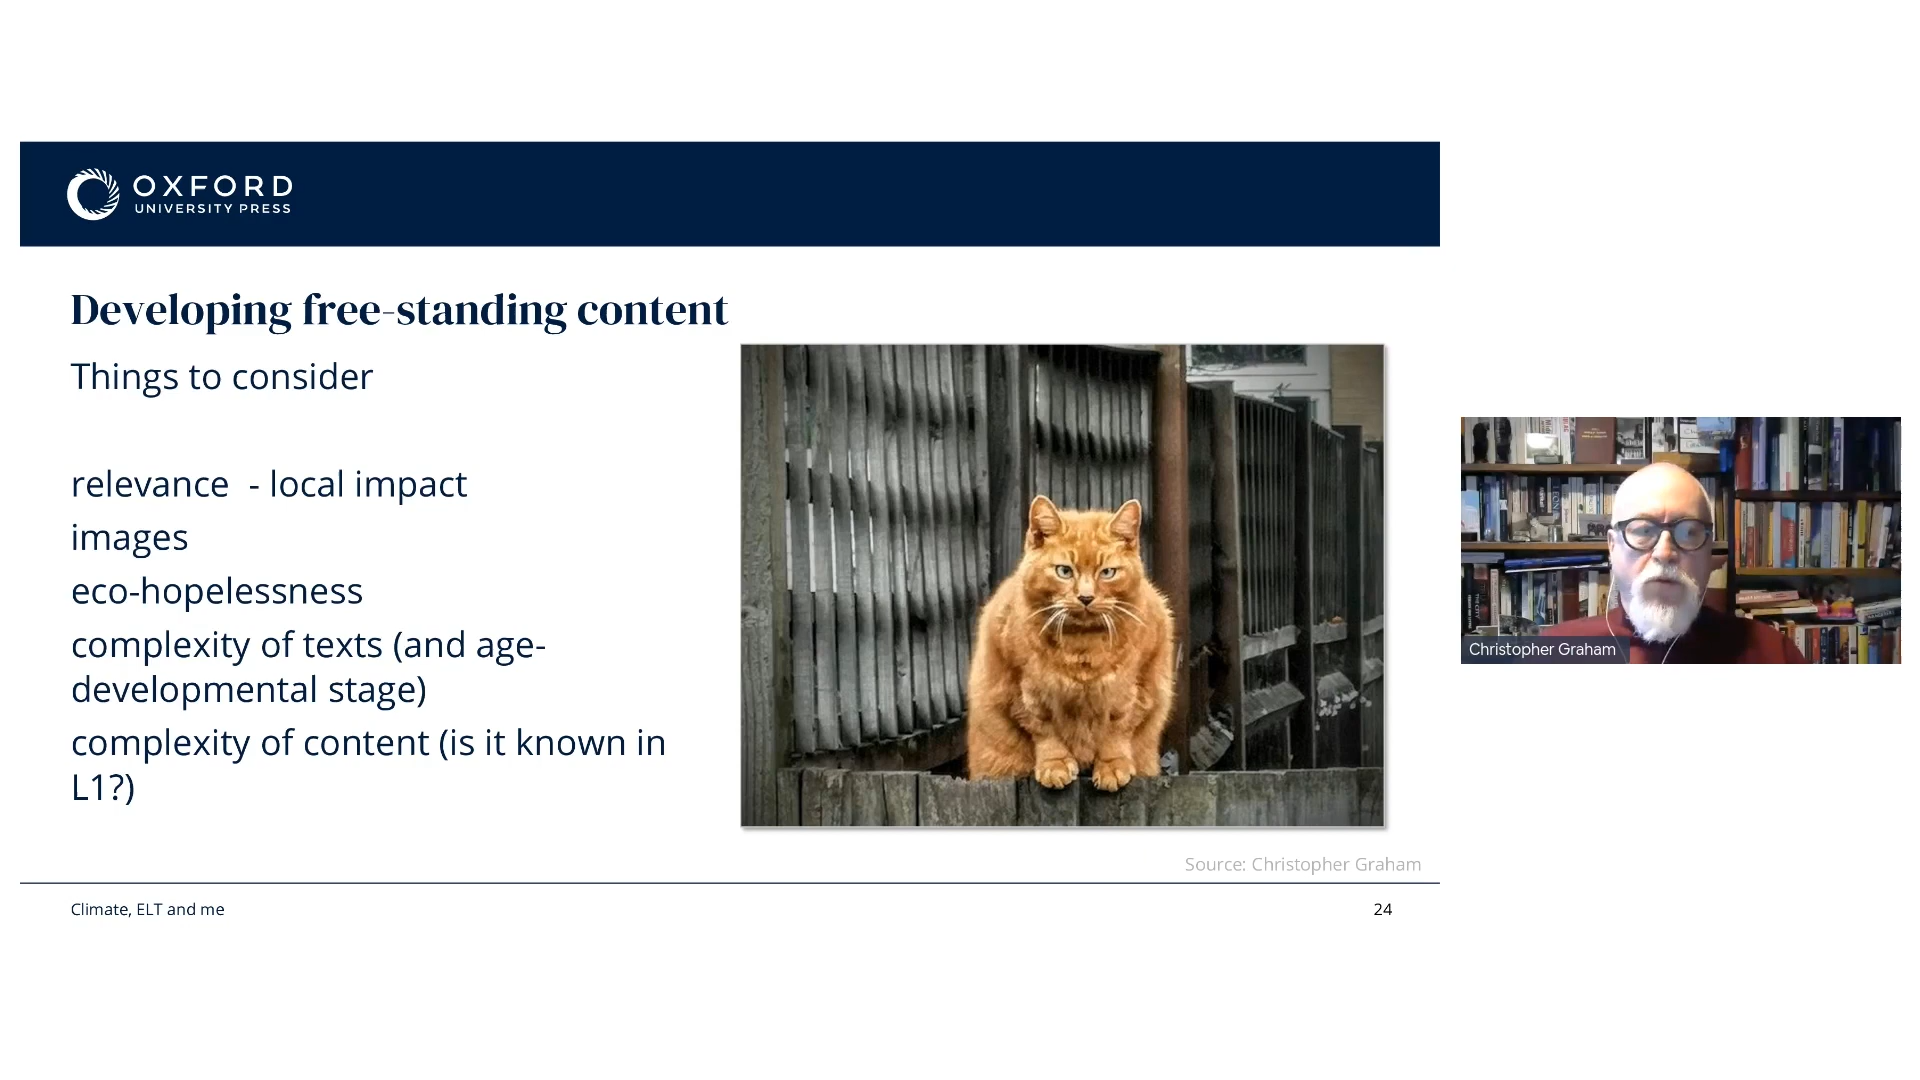 OXFORD
UNIVERSITY PRESS
Developing free-standing content
Things to consider
relevance - local impact
images
eco-hopelessness
complexity of texts (and age-
developmental stage)
complexity of content (is it known in
L1?)
Source: Christopher Graham
Climate, ELT and me
24
Christopher Graham